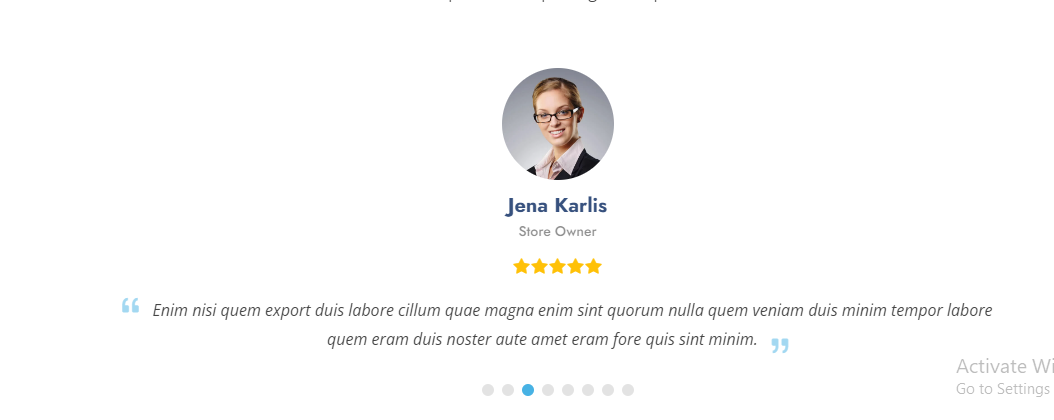 Jena Karlis
Store Owner
“ Enim nisi quem export duis labore cillum quae magna enim sint quorum nulla quem veniam duis minim tempor labore
quem eram duis noster aute amet eram fore quis sint minim. ”
Activate Wi
Go to Settings